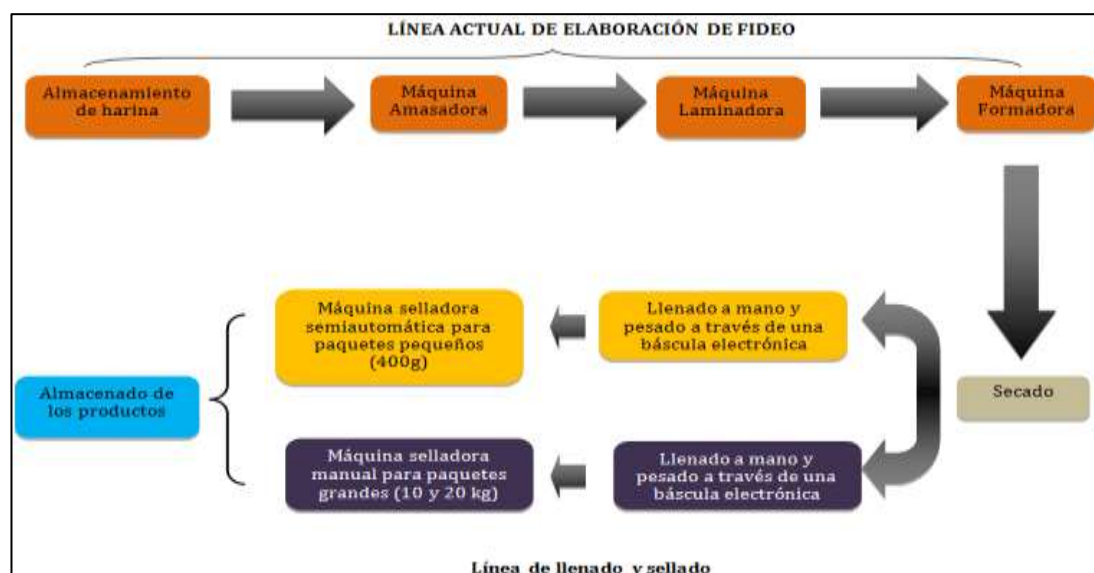 LÍNEA ACTUAL DE ELABORACIÓN DE FIDEO
Almacenamiento
de harina
Máquina
Amasadora
Máquina
Laminadora
Máquina
Formadora
Secado
Llenado a mano y
pesado a través de una
báscula electrónica
Máquina selladora
semiautomática para
paquetes pequeños
(400g)
Llenado a mano y
pesado a través de una
báscula electrónica
Máquina selladora
manual para paquetes
grandes (10 y 20 kg)
Almacenado de
los productos
Línea de llenado y sellado